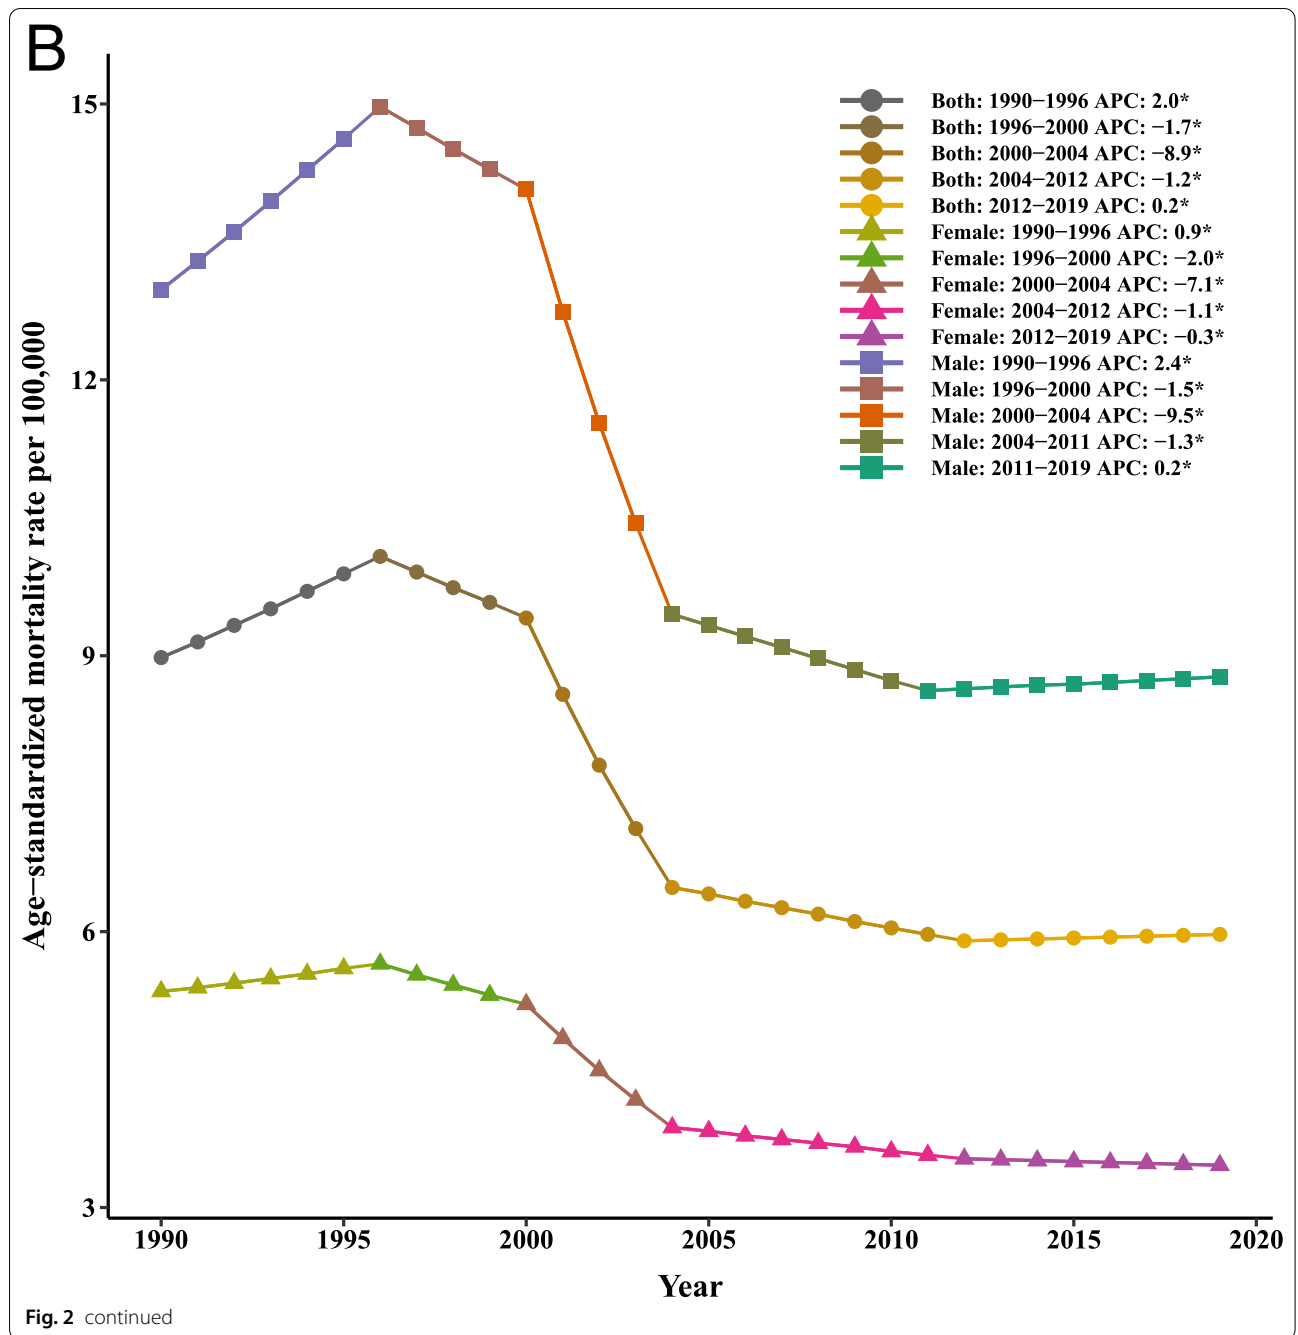 B
Age−standardized mortality rate per 100,000
15
12
9
6
3
Both: 1990−1996 APC: 2.0*
Both: 1996−2000 APC: −1.7*
Both: 2000−2004 APC: −8.9*
Both: 2004−2012 APC: −1.2*
Both: 2012−2019 APC: 0.2*
Female: 1990−1996 APC: 0.9*
Female: 1996−2000 APC: −2.0*
Female: 2000−2004 APC: −7.1*
Female: 2004−2012 APC: −1.1*
Female: 2012−2019 APC: −0.3*
Male: 1990−1996 APC: 2.4*
Male: 1996−2000 APC: −1.5*
Male: 2000−2004 APC: −9.5*
Male: 2004−2011 APC: −1.3*
Male: 2011−2019 APC: 0.2*
1990 1995 2000 2005 2010 2015 2020
Year
Fig. 2 continued